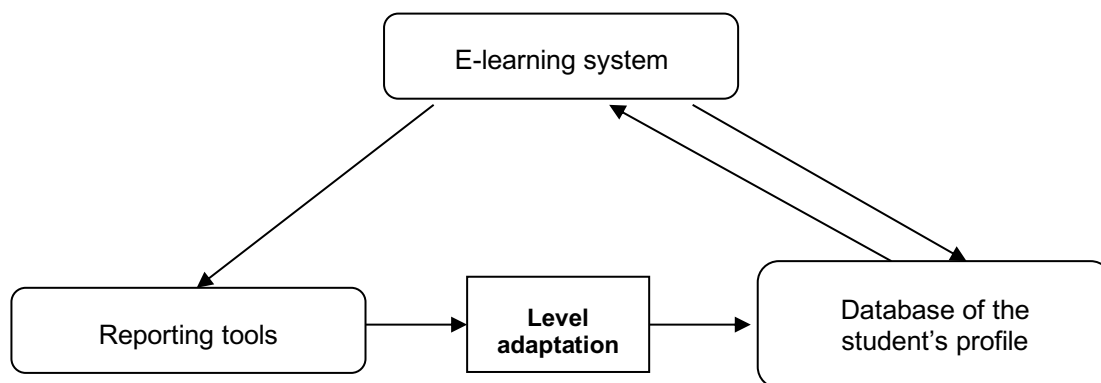 E-learning system
Reporting tools
Level
adaptation
Database of the
student’s profile